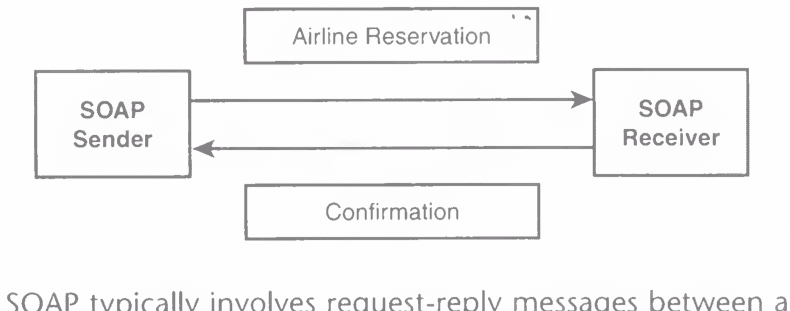 Airline Reservation
SOAP
Sender
SOAP
Receiver
Confirmation
SOAP typically involves request-reply messages between a